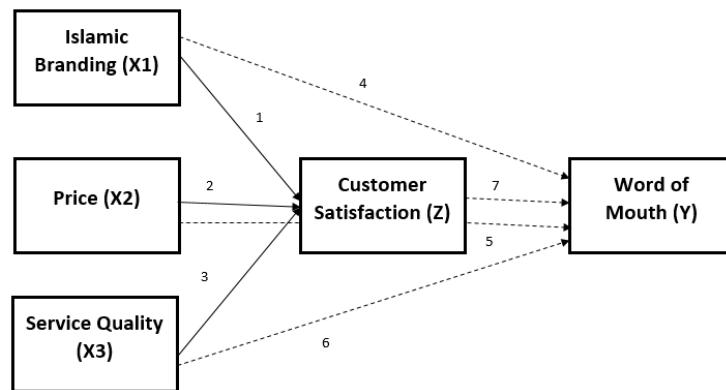 Islamic
Branding (X1)
4
1
Price (X2)
2
Customer
Satisfaction (Z)
7
Word of
Mouth (Y)
5
3
Service Quality
(X3)
6